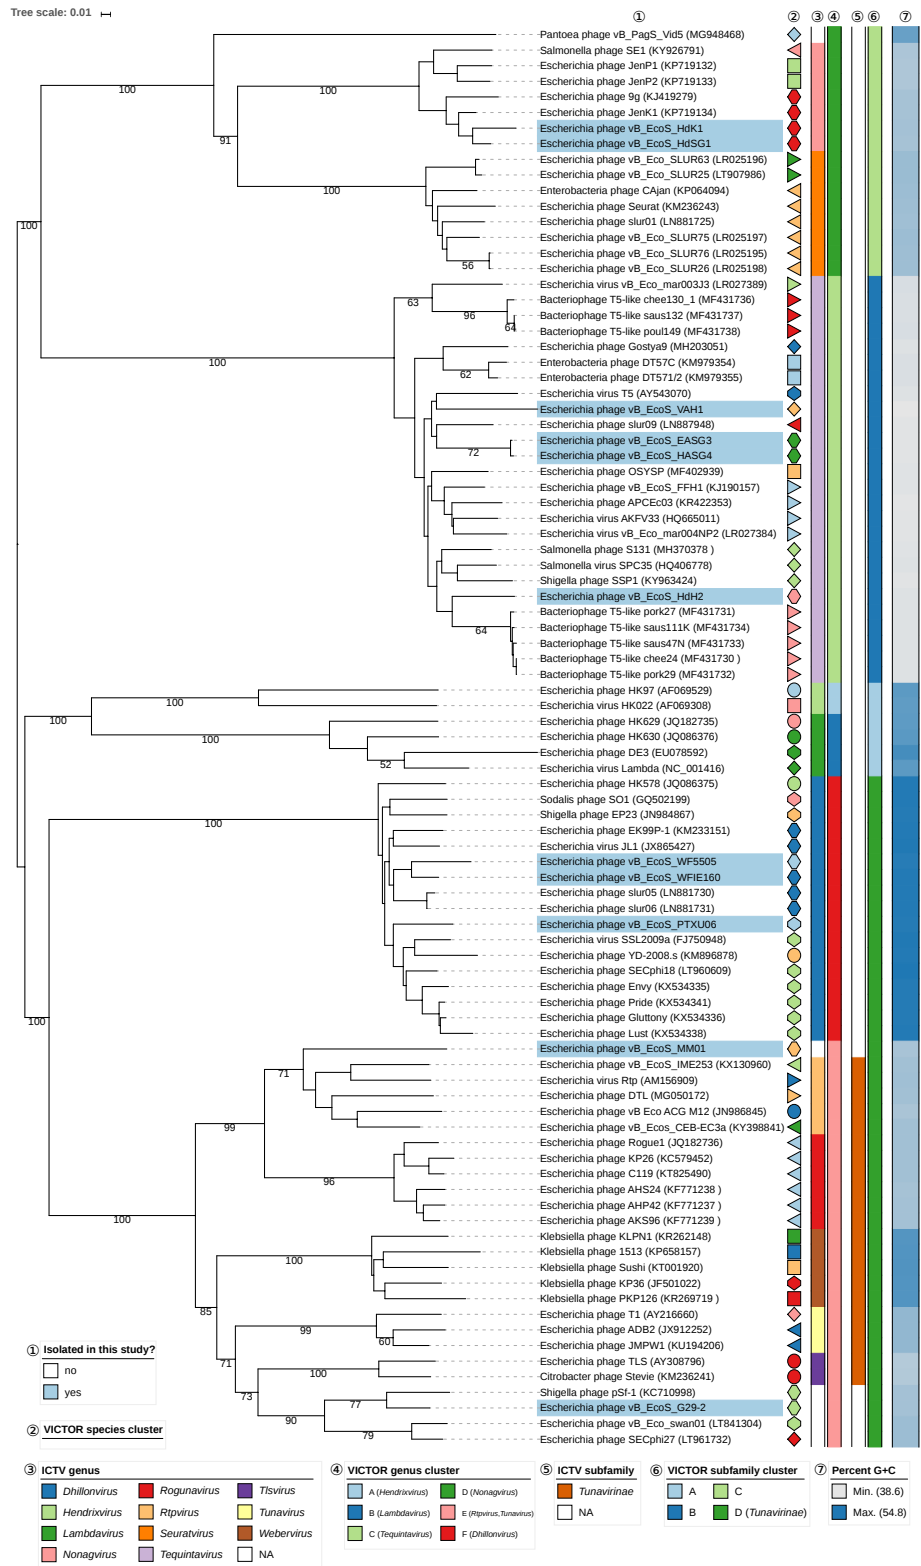 Tree scale: 0.01
① ② ③ ④ ⑤ ⑥ ⑦
Pantoea phage vB_PagS_Vid5 (MG948468)
Salmonella phage SE1 (KY926791)
Escherichia phage JenP1 (KP719132)
Escherichia phage JenP2 (KP719133)
100 100
Escherichia phage 9g (KJ419279)
Escherichia phage JenK1 (KP719134)
Escherichia phage vB_EcoS_HdK1
91
Escherichia phage vB_EcoS_HdSG1
Escherichia phage vB_Eco_SLUR63 (LR025196)
Escherichia phage vB_Eco_SLUR25 (LT907986)
100
Enterobacteria phage CAjan (KP064094)
Escherichia phage Seurat (KM236243)
100
Escherichia phage slur01 (LN881725)
Escherichia phage vB_Eco_SLUR75 (LR025197)
Escherichia phage vB_Eco_SLUR76 (LR025195)
56
Escherichia phage vB_Eco_SLUR26 (LR025198)
Escherichia virus vB_Eco_mar003J3 (LR027389)
63
Bacteriophage T5-like chee130_1 (MF431736)
96
Bacteriophage T5-like saus132 (MF431737)
64
Bacteriophage T5-like poul149 (MF431738)
Escherichia phage Gostya9 (MH203051)
100
Enterobacteria phage DT57C (KM979354)
62
Enterobacteria phage DT571/2 (KM979355)
Escherichia virus T5 (AY543070)
Escherichia phage vB_EcoS_VAH1
Escherichia phage slur09 (LN887948)
Escherichia phage vB_EcoS_EASG3
72
Escherichia phage vB_EcoS_HASG4
Escherichia phage OSYSP (MF402939)
Escherichia phage vB_EcoS_FFH1 (KJ190157)
Escherichia phage APCEc03 (KR422353)
Escherichia virus AKFV33 (HQ665011)
Escherichia virus vB_Eco_mar004NP2 (LR027384)
Salmonella phage S131 (MH370378 )
Salmonella virus SPC35 (HQ406778)
Shigella phage SSP1 (KY963424)
Escherichia phage vB_EcoS_HdH2
Bacteriophage T5-like pork27 (MF431731)
64
Bacteriophage T5-like saus111K (MF431734)
Bacteriophage T5-like saus47N (MF431733)
Bacteriophage T5-like chee24 (MF431730 )
Bacteriophage T5-like pork29 (MF431732)
Escherichia phage HK97 (AF069529)
100
Escherichia virus HK022 (AF069308)
100
Escherichia phage HK629 (JQ182735)
100
Escherichia phage HK630 (JQ086376)
Escherichia phage DE3 (EU078592)
52
Escherichia virus Lambda (NC_001416)
Escherichia phage HK578 (JQ086375)
Sodalis phage SO1 (GQ502199)
Shigella phage EP23 (JN984867)
100
Escherichia phage EK99P-1 (KM233151)
Escherichia virus JL1 (JX865427)
Escherichia phage vB_EcoS_WF5505
Escherichia phage vB_EcoS_WFIE160
Escherichia phage slur05 (LN881730)
Escherichia phage slur06 (LN881731)
Escherichia phage vB_EcoS_PTXU06
Escherichia virus SSL2009a (FJ750948)
Escherichia phage YD-2008.s (KM896878)
Escherichia phage SECphi18 (LT960609)
Escherichia phage Envy (KX534335)
Escherichia phage Pride (KX534341)
Escherichia phage Gluttony (KX534336)
100
Escherichia phage Lust (KX534338)
Escherichia phage vB_EcoS_MM01
Escherichia phage vB_EcoS_IME253 (KX130960)
71
Escherichia virus Rtp (AM156909)
Escherichia phage DTL (MG050172)
Escherichia phage vB Eco ACG M12 (JN986845)
99
Escherichia phage vB_Ecos_CEB-EC3a (KY398841)
Escherichia phage Rogue1 (JQ182736)
Escherichia phage KP26 (KC579452)
Escherichia phage C119 (KT825490)
96
Escherichia phage AHS24 (KF771238 )
Escherichia phage AHP42 (KF771237 )
Escherichia phage AKS96 (KF771239 )
100
Klebsiella phage KLPN1 (KR262148)
Klebsiella phage 1513 (KP658157)
100
Klebsiella phage Sushi (KT001920)
Klebsiella phage KP36 (JF501022)
Klebsiella phage PKP126 (KR269719 )
85
Escherichia phage T1 (AY216660)
Escherichia phage ADB2 (JX912252)
99
Escherichia phage JMPW1 (KU194206)
60
Escherichia phage TLS (AY308796)
71
Citrobacter phage Stevie (KM236241)
100
Shigella phage pSf-1 (KC710998)
73
Escherichia phage vB_EcoS_G29-2
77
Escherichia phage vB_Eco_swan01 (LT841304)
90
Escherichia phage SECphi27 (LT961732)
79
① Isolated in this study?
no
yes
② VICTOR species cluster
③ ICTV genus
Dhillonvirus
Hendrixvirus
Lambdavirus
Nonagvirus
Rogunavirus
Rtpvirus
Seuratvirus
Tequintavirus
Tlsvirus
Tunavirus
Webervirus
NA
④ VICTOR genus cluster
A (Hendrixvirus)
B (Lambdavirus)
C (Tequintavirus)
D (Nonagvirus)
E (Rtpvirus,Tunavirus)
F (Dhillonvirus)
⑤ ICTV subfamily
Tunavirinae
NA
⑥ VICTOR subfamily cluster
A
B
C
D (Tunavirinae)
⑦ Percent G+C
Min. (38.6)
Max. (54.8)